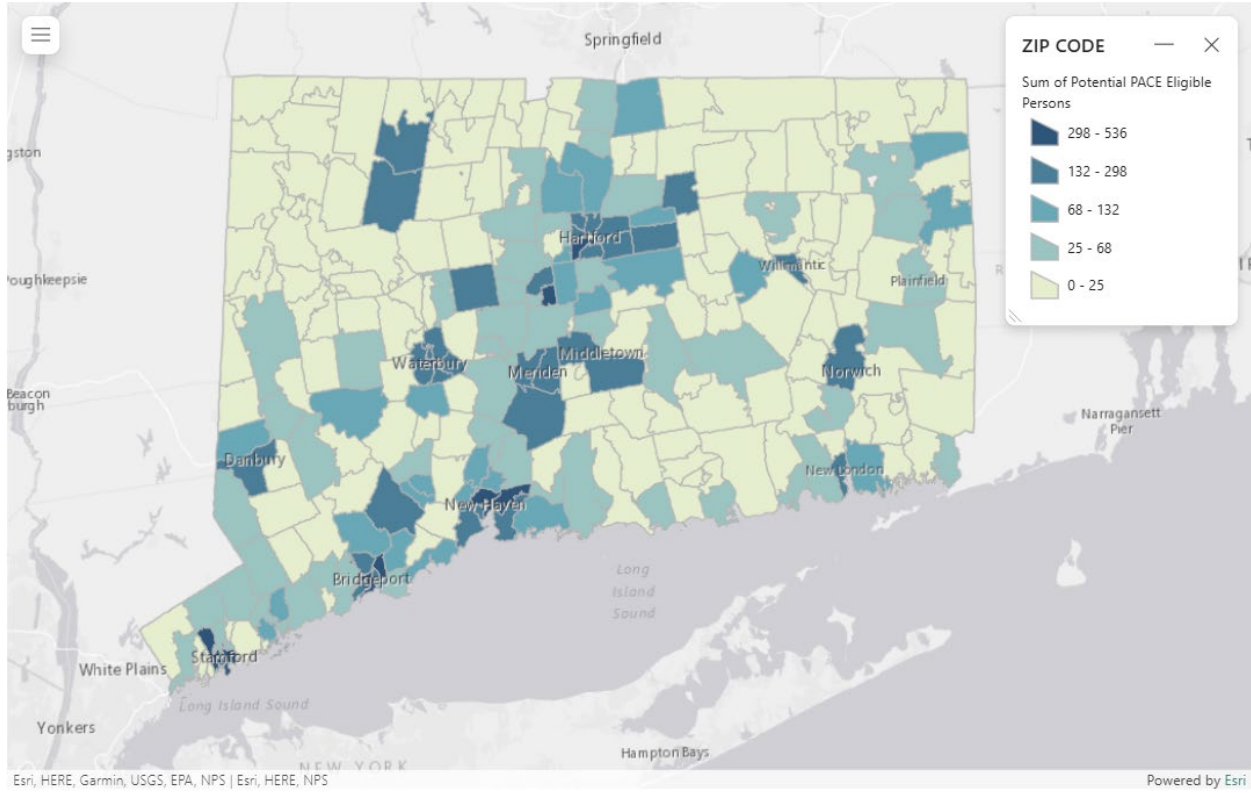 Springfield
ZIP CODE
Sum of Potential PACE Eligible
Persons
298 - 536
132 - 298
68 - 132
25 - 68
0 - 25
gston
Hartford
Willimantic
Plainfield
Poughkeepsie
Waterbury
Meriden
Middletown
Norwich
Beacon
burgh
Narragansett
Pier
Danbury
New London
New Haven
Bridgeport
Long
Island
Sound
White Plains
Stamford
Long Island Sound
Yonkers
Hampton Bays
NEW YORK
Esri, HERE, Garmin, USGS, EPA, NPS | Esri, HERE, NPS
Powered by Esri